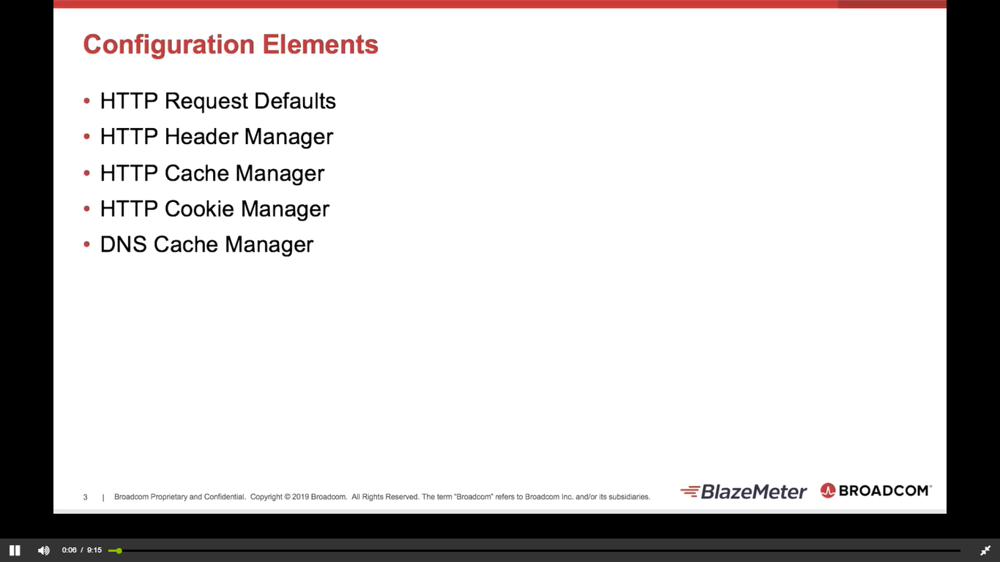 Configuration Elements
• HTTP Request Defaults
• HTTP Header Manager
• HTTP Cache Manager
• HTTP Cookie Manager
• DNS Cache Manager
3 | Broadcom Proprietary and Confidential. Copyright © 2019 Broadcom. All Rights Reserved. The term “Broadcom” refers to Broadcom Inc. and/or its subsidiaries.
BlazeMeter BROADCOM®
0:06 / 9:15